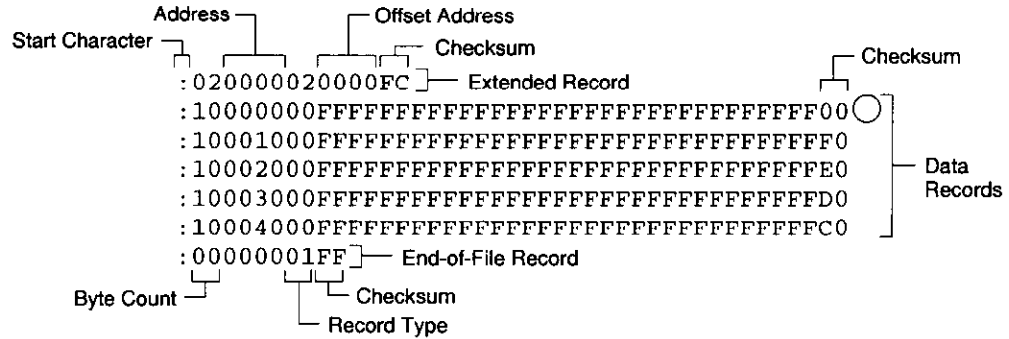 Address Offset Address
Start Character Checksum Checksum
:020000020000FC Extended Record
:10000000FFFFFFFFFFFFFFFFFFFFFFFFFFFFFFFF00
:10001000FFFFFFFFFFFFFFFFFFFFFFFFFFFFFFFFF0
:10002000FFFFFFFFFFFFFFFFFFFFFFFFFFFFFFFFE0
:10003000FFFFFFFFFFFFFFFFFFFFFFFFFFFFFFFFD0
:10004000FFFFFFFFFFFFFFFFFFFFFFFFFFFFFFFFC0
Data
Records
:00000001FF End-of-File Record
Byte Count Checksum
Record Type